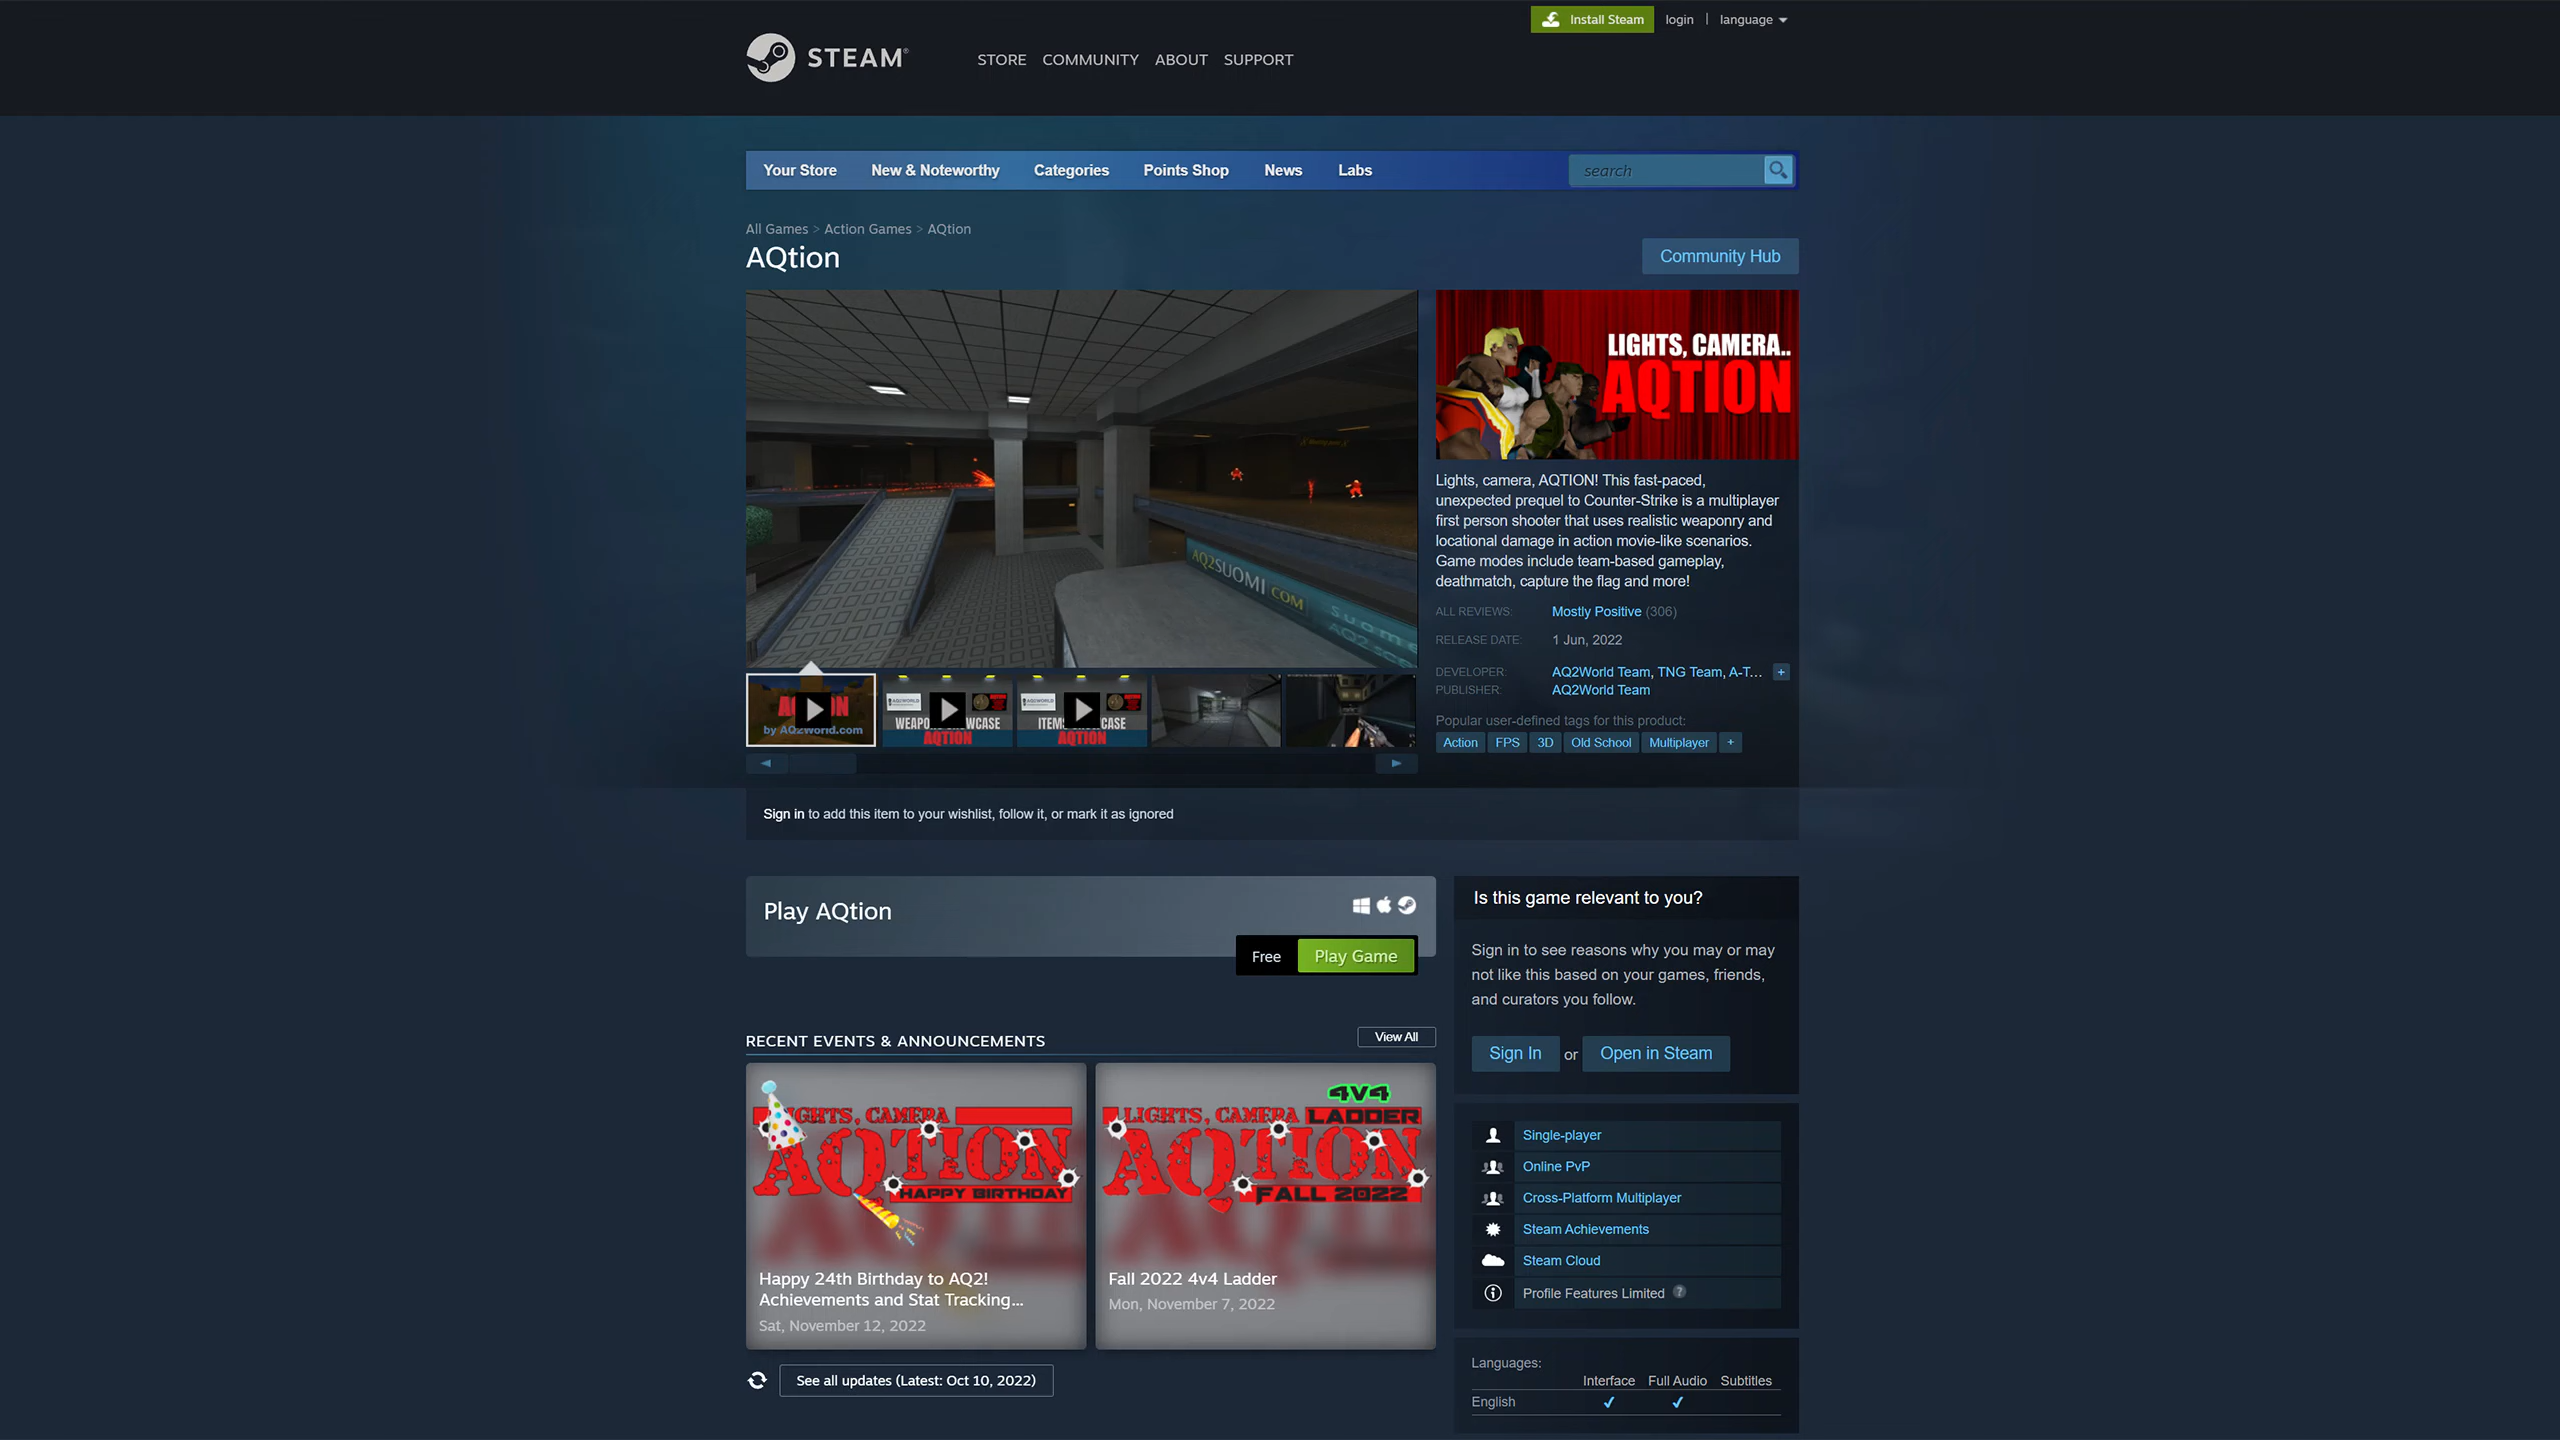 Install Steam
login
language
STEAM®
STORE COMMUNITY ABOUT SUPPORT
Your Store
New & Noteworthy
Categories
Points Shop
News
Labs
search
All Games > Action Games > AQtion
AQtion
Community Hub
AQ2SUOMI.COM
LIGHTS, CAMERA..
AQTION
Lights, camera, AQTION! This fast-paced,
unexpected prequel to Counter-Strike is a multiplayer
first person shooter that uses realistic weaponry and
locational damage in action movie-like scenarios.
Game modes include team-based gameplay,
deathmatch, capture the flag and more!
ALL REVIEWS: Mostly Positive (306)
RELEASE DATE: 1 Jun, 2022
DEVELOPER: AQ2World Team, TNG Team, A-T... +
PUBLISHER: AQ2World Team
Popular user-defined tags for this product:
Action FPS 3D Old School Multiplayer +
by AQ2World.com
AQTION
AQTION
Sign in to add this item to your wishlist, follow it, or mark it as ignored
Play AQtion
Free
Play Game
Is this game relevant to you?
Sign in to see reasons why you may or may
not like this based on your games, friends,
and curators you follow.
Sign In or Open in Steam
RECENT EVENTS & ANNOUNCEMENTS
View All
LIGHTS, CAMERA
AQTION
HAPPY BIRTHDAY
Happy 24th Birthday to AQ2!
Achievements and Stat Tracking...
Sat, November 12, 2022
4V4
LIGHTS, CAMERA LADDER
AQTION
FALL 2022
Fall 2022 4v4 Ladder
Mon, November 7, 2022
See all updates (Latest: Oct 10, 2022)
Single-player
Online PvP
Cross-Platform Multiplayer
Steam Achievements
Steam Cloud
Profile Features Limited ?
Languages:
Interface Full Audio Subtitles
English ✔ ✔